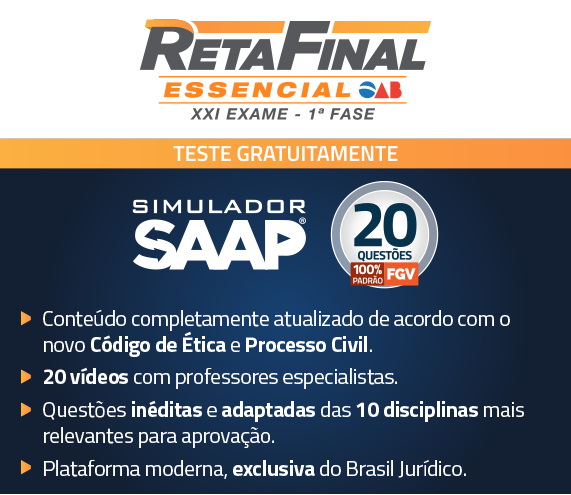 RETAFINAL
ESSENCIAL OAB
XXI EXAME - 1ª FASE
TESTE GRATUITAMENTE
SIMULADOR
SAAP®
20
QUESTÕES
100%
PADRÃO
FGV
Conteúdo completamente atualizado de acordo com o
novo Código de Ética e Processo Civil.
20 vídeos com professores especialistas.
Questões inéditas e adaptadas das 10 disciplinas mais
relevantes para aprovação.
Plataforma moderna, exclusiva do Brasil Jurídico.